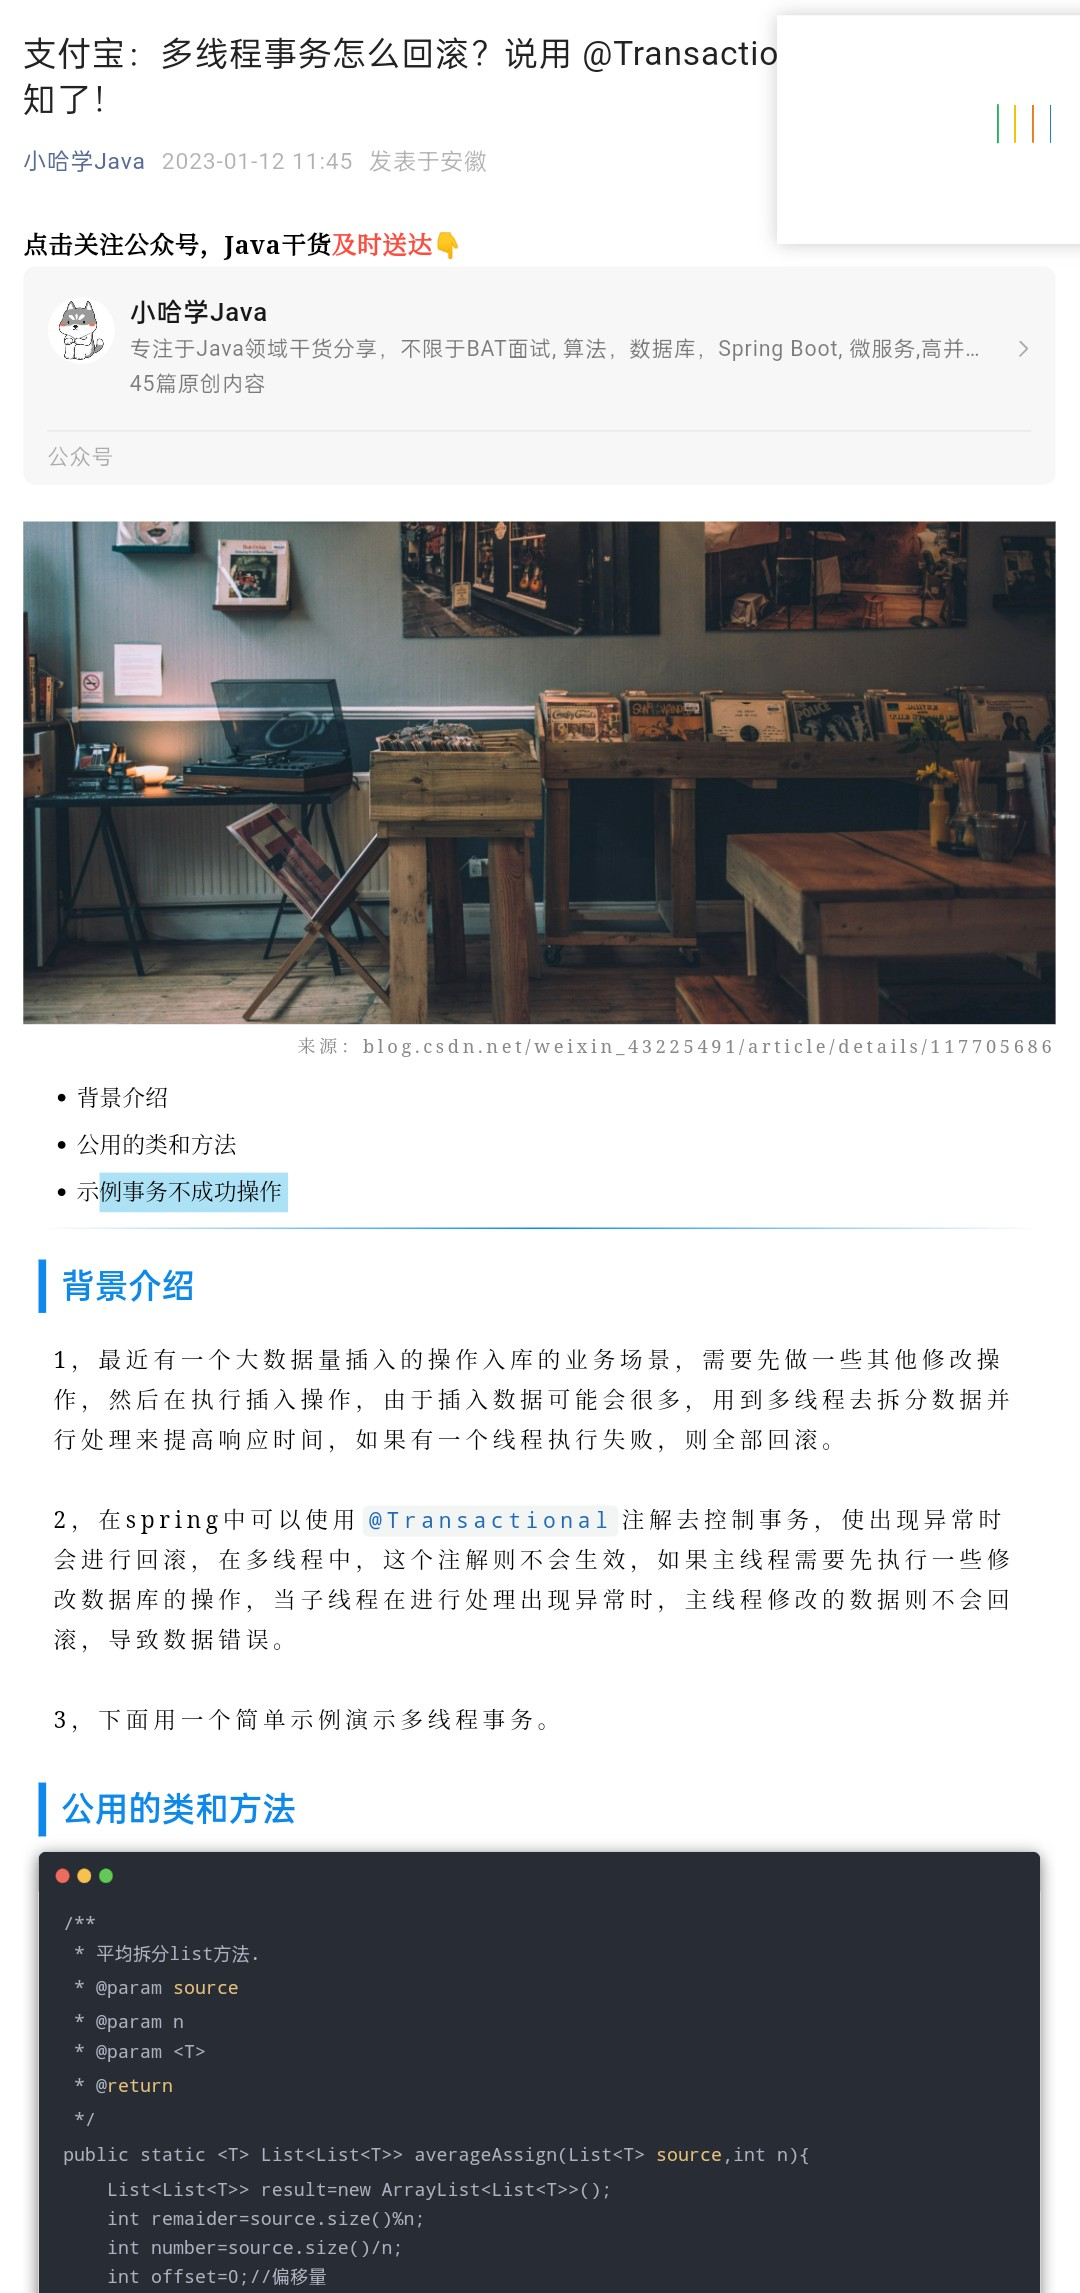 支付宝：多线程事务怎么回滚？说用 @Transactio
知了！
小哈学Java 2023-01-12 11:45 发表于安徽
点击关注公众号，Java干货及时送达👇
小哈学Java
专注于Java领域干货分享，不限于BAT面试, 算法，数据库，Spring Boot, 微服务,高并...
45篇原创内容
公众号
来源：blog.csdn.net/weixin_43225491/article/details/117705686
• 背景介绍
• 公用的类和方法
• 示例事务不成功操作
背景介绍
1，最近有一个大数据量插入的操作入库的业务场景，需要先做一些其他修改操
作，然后在执行插入操作，由于插入数据可能会很多，用到多线程去拆分数据并
行处理来提高响应时间，如果有一个线程执行失败，则全部回滚。
2，在spring中可以使用@Transactional注解去控制事务，使出现异常时
会进行回滚，在多线程中，这个注解则不会生效，如果主线程需要先执行一些修
改数据库的操作，当子线程在进行处理出现异常时，主线程修改的数据则不会回
滚，导致数据错误。
3，下面用一个简单示例演示多线程事务。
公用的类和方法
/**
 * 平均拆分list方法.
 * @param source
 * @param n
 * @param <T>
 * @return
 */
public static <T> List<List<T>> averageAssign(List<T> source,int n){
    List<List<T>> result=new ArrayList<List<T>>();
    int remaider=source.size()%n;
    int number=source.size()/n;
    int offset=0;//偏移量